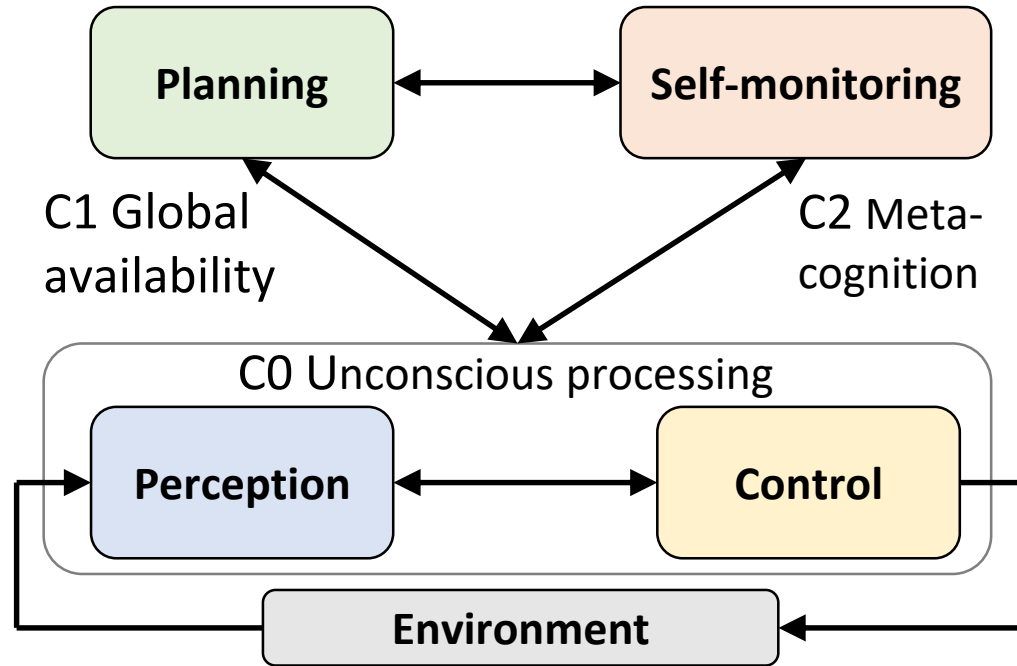 Planning
Self-monitoring
C1 Global
availability
C2 Meta-
cognition
C0 Unconscious processing
Perception
Control
Environment